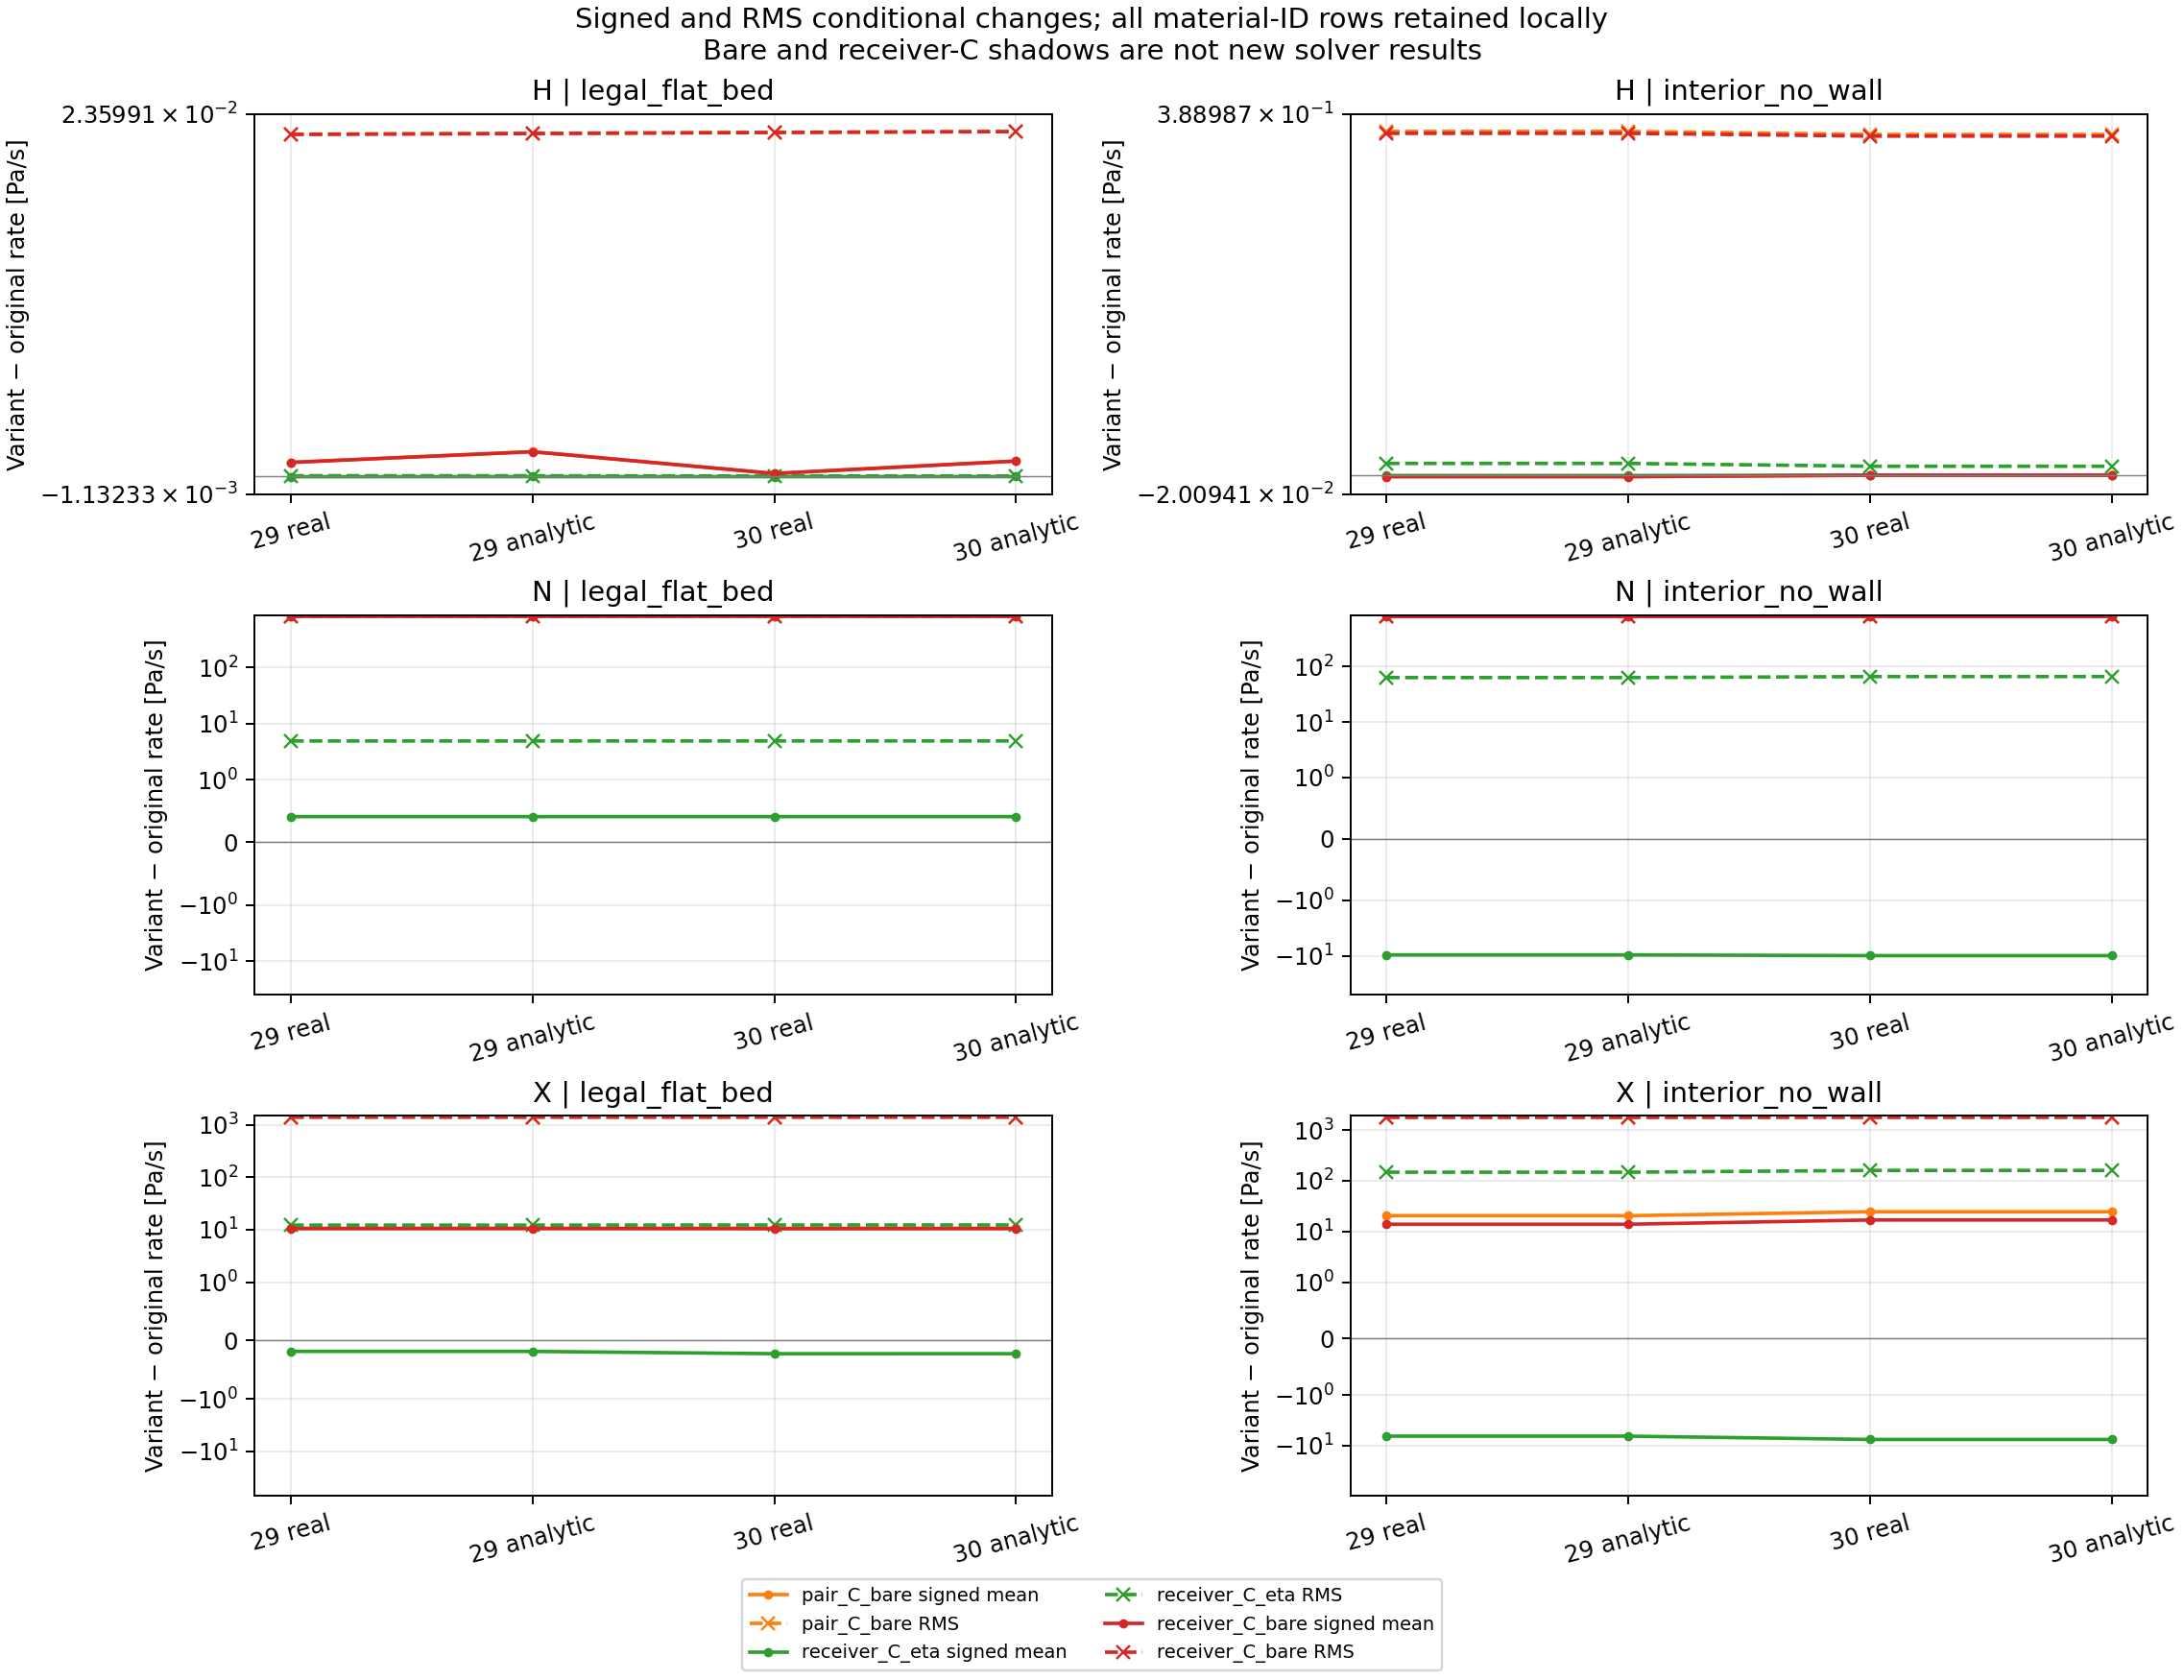 Signed and RMS conditional changes; all material-ID rows retained locally
Bare and receiver-C shadows are not new solver results
H | legal_flat_bed
2.35991 × 10⁻²
−1.13233 × 10⁻³
Variant − original rate [Pa/s]
29 real
29 analytic
30 real
30 analytic
H | interior_no_wall
3.88987 × 10⁻¹
−2.00941 × 10⁻²
Variant − original rate [Pa/s]
29 real
29 analytic
30 real
30 analytic
N | legal_flat_bed
10²
10¹
10⁰
0
−10⁰
−10¹
Variant − original rate [Pa/s]
29 real
29 analytic
30 real
30 analytic
N | interior_no_wall
10²
10¹
10⁰
0
−10⁰
−10¹
Variant − original rate [Pa/s]
29 real
29 analytic
30 real
30 analytic
X | legal_flat_bed
10³
10²
10¹
10⁰
0
−10⁰
−10¹
Variant − original rate [Pa/s]
29 real
29 analytic
30 real
30 analytic
X | interior_no_wall
10³
10²
10¹
10⁰
0
−10⁰
−10¹
Variant − original rate [Pa/s]
29 real
29 analytic
30 real
30 analytic
pair_C_bare signed mean
pair_C_bare RMS
receiver_C_eta signed mean
receiver_C_eta RMS
receiver_C_bare signed mean
receiver_C_bare RMS